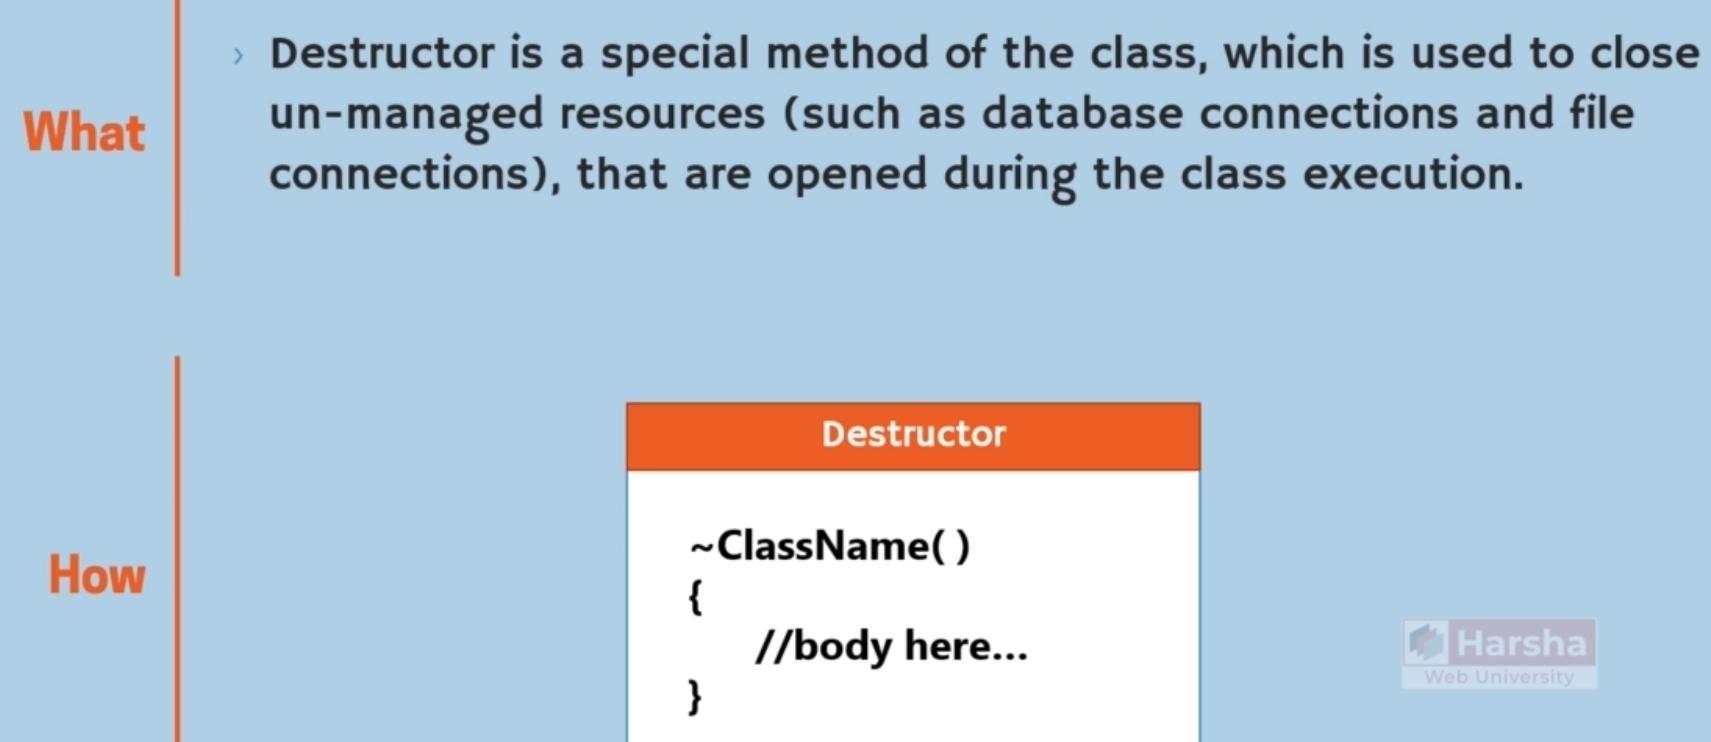 What
› Destructor is a special method of the class, which is used to close
un-managed resources (such as database connections and file
connections), that are opened during the class execution.
How
Destructor
~ClassName( )
{
//body here...
}
Harsha
Web University